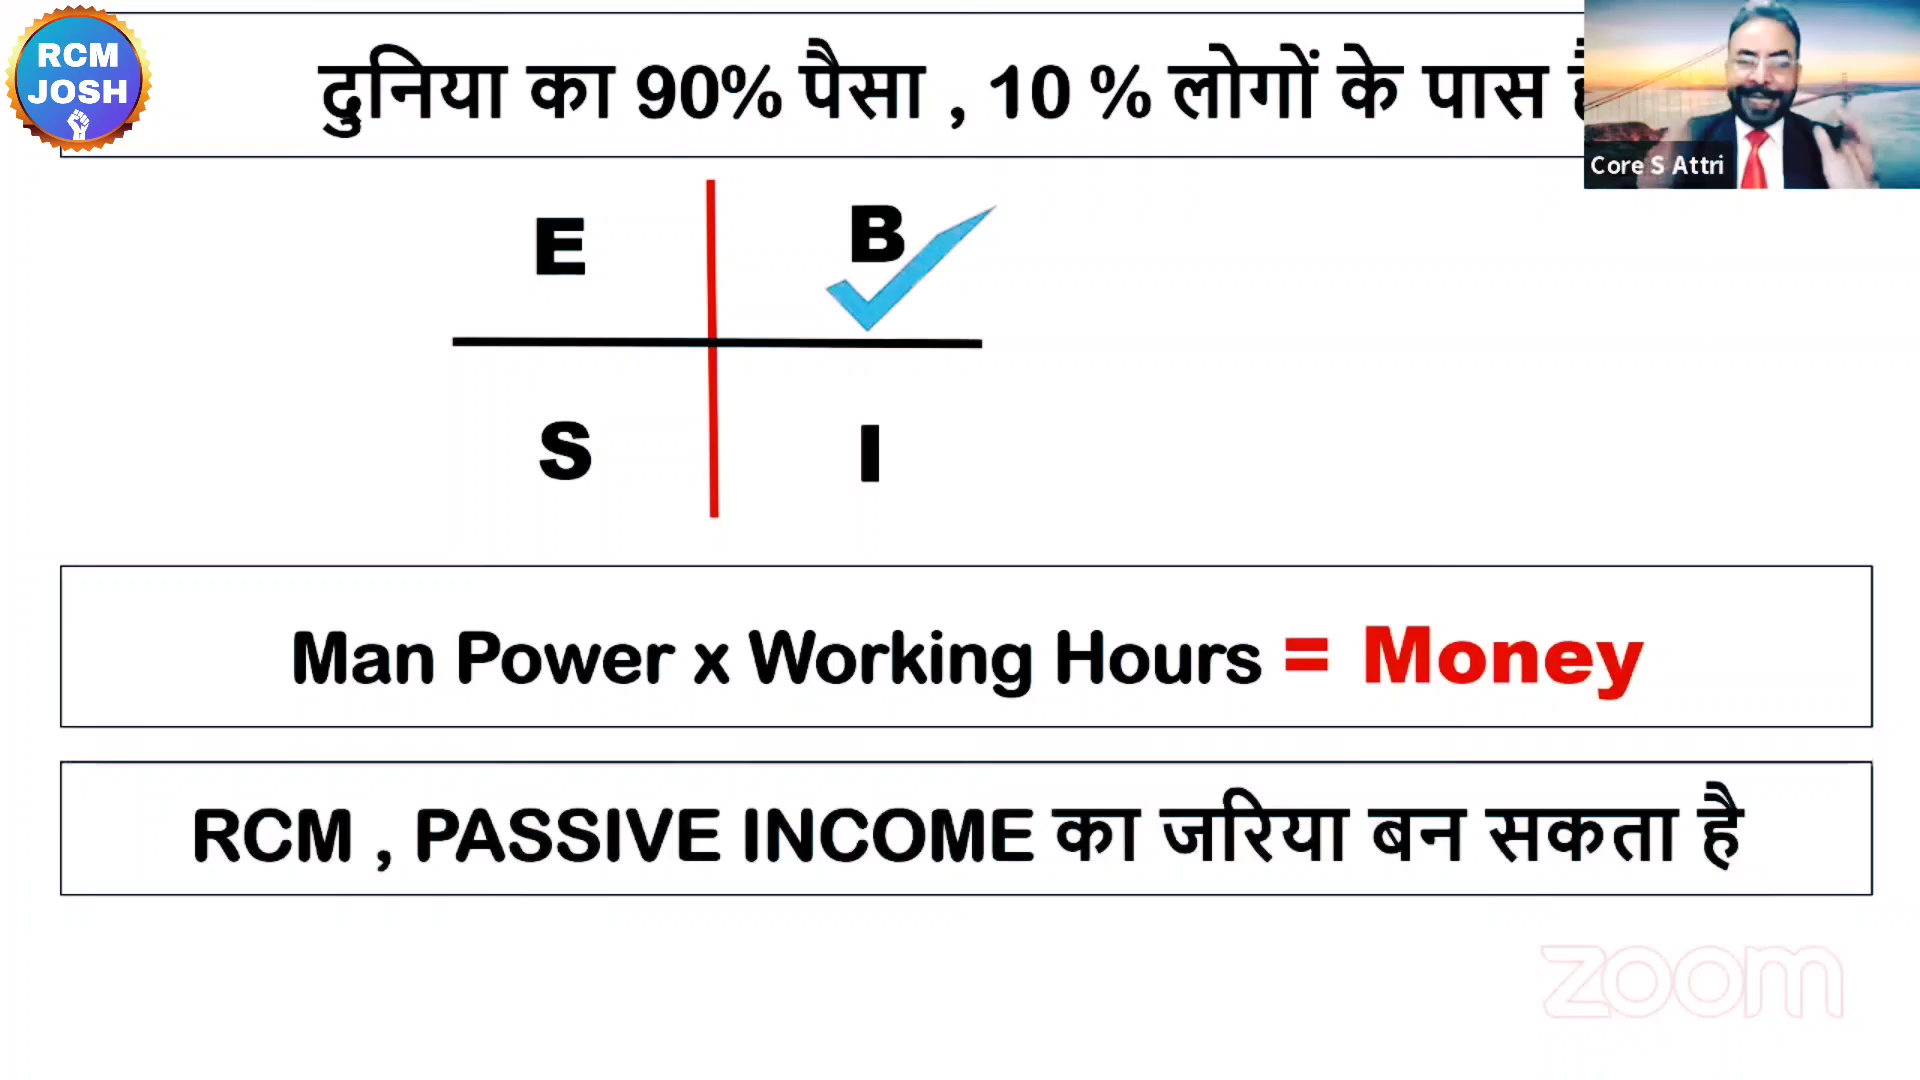 RCM
JOSH
दुनिया का 90% पैसा , 10 % लोगों के पास
Core S Attri
E
B
S
I
Man Power x Working Hours = Money
RCM , PASSIVE INCOME का जरिया बन सकता है
zoom